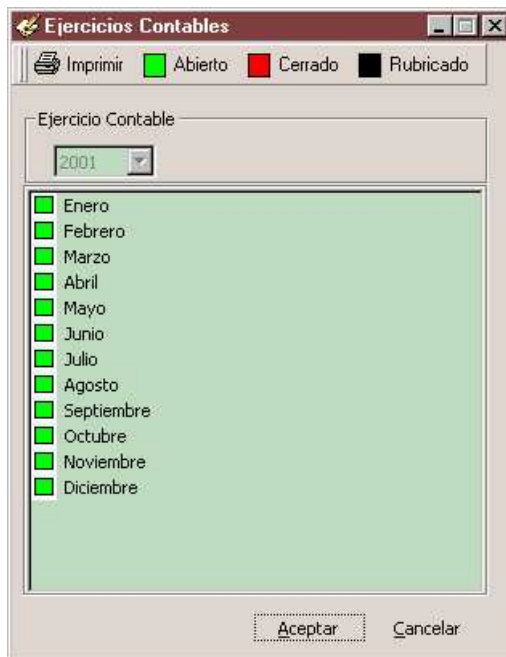 Ejercicios Contables
Imprimir Abierto Cerrado Rubricado
Ejercicio Contable
2001
Enero
Febrero
Marzo
Abril
Mayo
Junio
Julio
Agosto
Septiembre
Octubre
Noviembre
Diciembre
Aceptar Cancelar